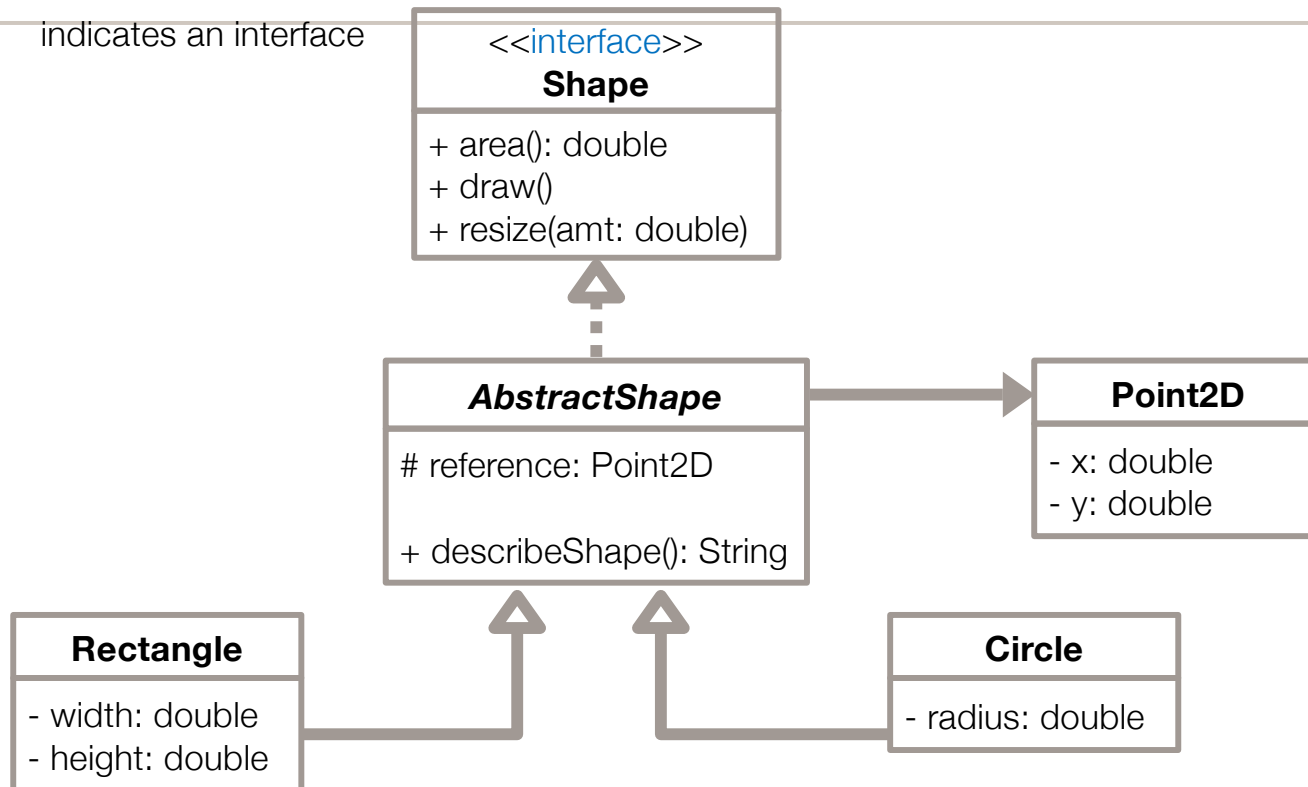 indicates an interface
<<interface>>
Shape
+ area(): double
+ draw()
+ resize(amt: double)
AbstractShape
# reference: Point2D
+ describeShape(): String
Point2D
- x: double
- y: double
Rectangle
- width: double
- height: double
Circle
- radius: double